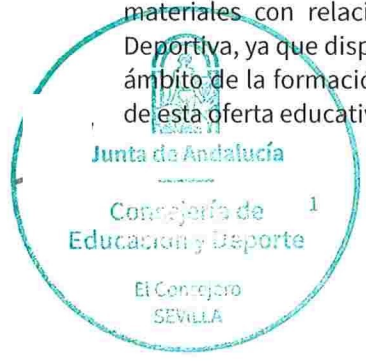 materiales con relaci
Deportiva, ya que disp
ámbito de la formació
de esta oferta educativ
Junta de Andalucía
Consejería de
1
Educación y Deporte
El Consejero
SEVILLA